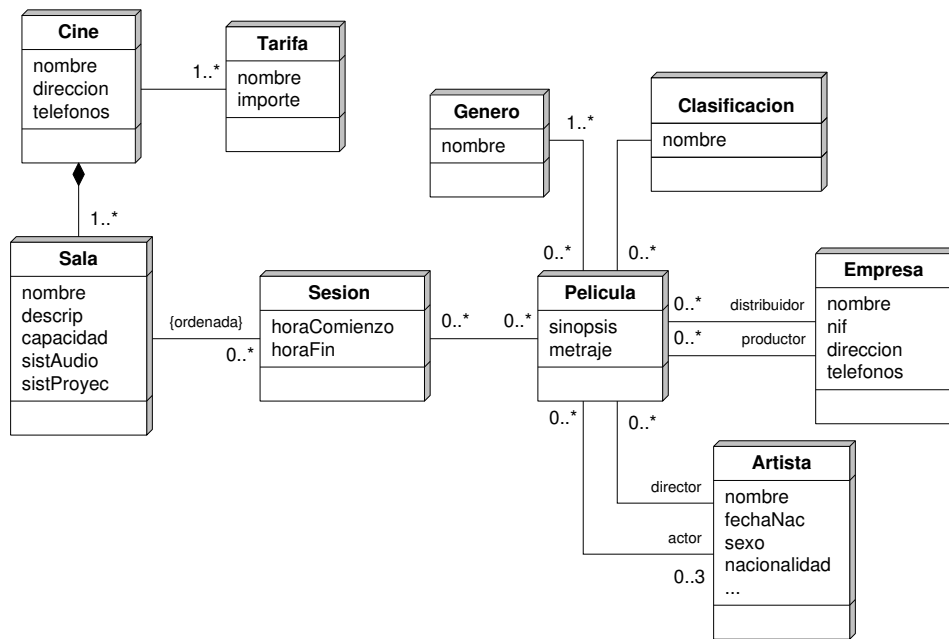 Cine
nombre
direccion
telefonos
1..*
Tarifa
nombre
importe
Genero
nombre
1..*
Clasificacion
nombre
1..*
Sala
nombre
descrip
capacidad
sistAudio
sistProyec
{ordenada}
0..*
Sesion
horaComienzo
horaFin
0..*
0..*
0..*
0..*
Pelicula
sinopsis
metraje
0..*
distribuidor
0..*
productor
Empresa
nombre
nif
direccion
telefonos
0..*
0..*
director
actor
0..3
Artista
nombre
fechaNac
sexo
nacionalidad
...